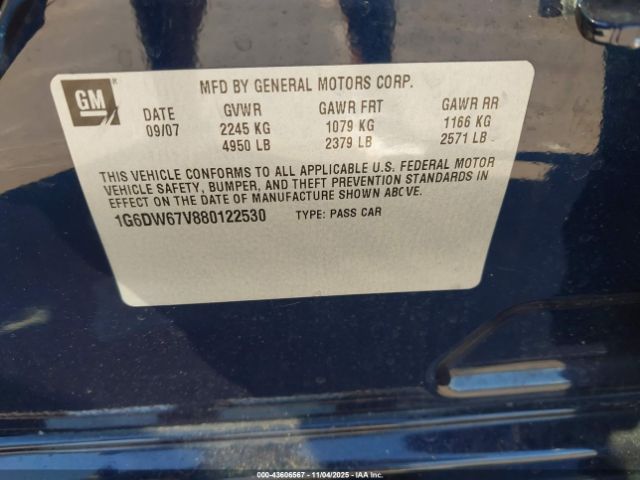 GM
MFD BY GENERAL MOTORS CORP.
DATE GVWR GAWR FRT GAWR RR
09/07 2245 KG 1079 KG 1166 KG
4950 LB 2379 LB 2571 LB
THIS VEHICLE CONFORMS TO ALL APPLICABLE U.S. FEDERAL MOTOR
VEHICLE SAFETY, BUMPER, AND THEFT PREVENTION STANDARDS IN
EFFECT ON THE DATE OF MANUFACTURE SHOWN ABOVE.
1G6DW67V880122530 TYPE: PASS CAR
000-43606567 - 11/04/2025 - IAAI.COM